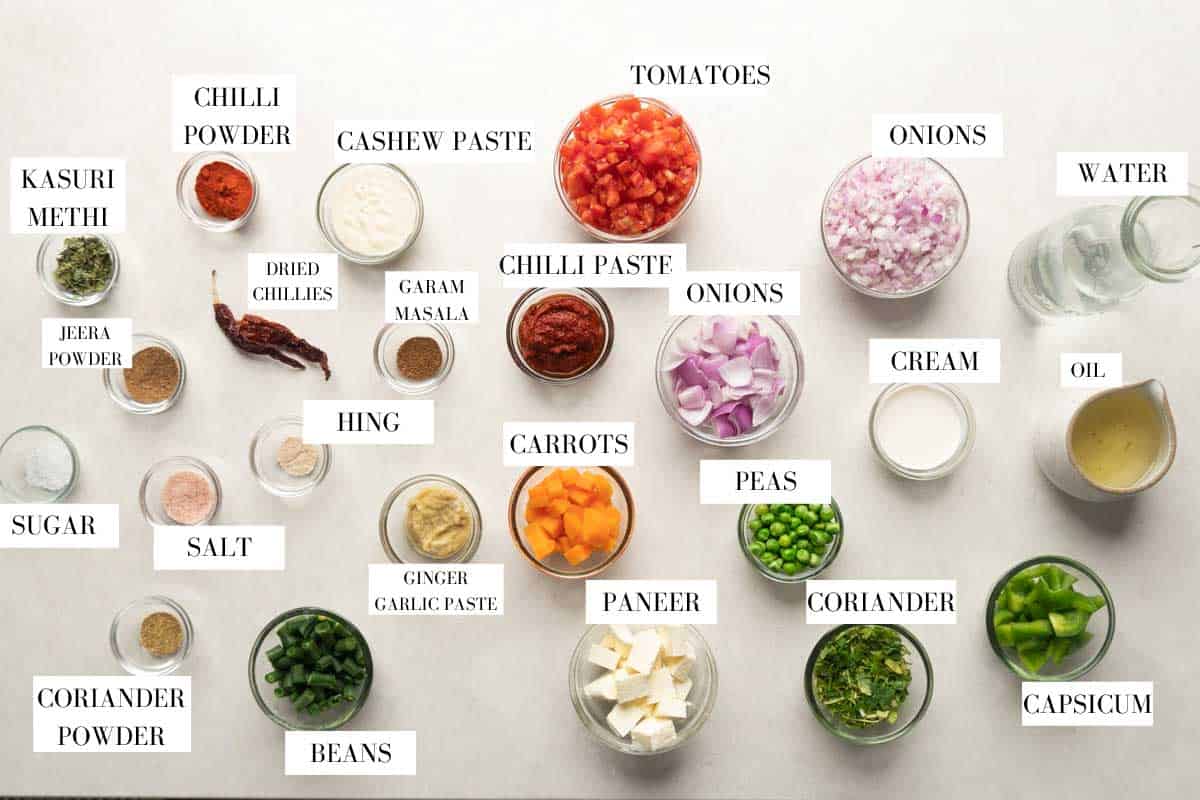 TOMATOES
CHILLI
POWDER
CASHEW PASTE
ONIONS
WATER
KASURI
METHI
DRIED
CHILLIES
GARAM
MASALA
CHILLI PASTE
ONIONS
JEERA
POWDER
CREAM
OIL
HING
CARROTS
PEAS
SUGAR
SALT
GINGER
GARLIC PASTE
PANEER
CORIANDER
CAPSICUM
CORIANDER
POWDER
BEANS